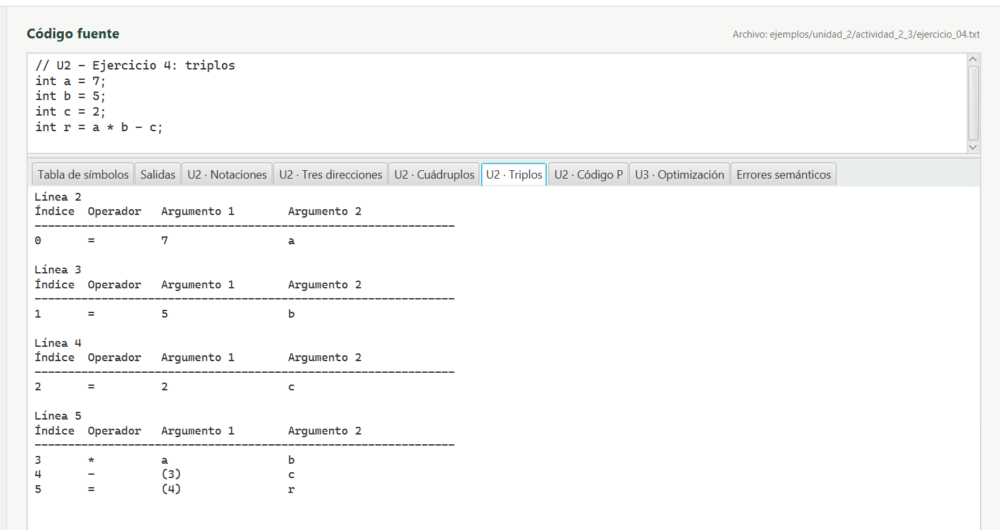 Código fuente
Archivo: ejemplos/unidad_2/actividad_2_3/ejercicio_04.txt
// U2 - Ejercicio 4: triplos
int a = 7;
int b = 5;
int c = 2;
int r = a * b - c;
Tabla de símbolos Salidas U2 · Notaciones U2 · Tres direcciones U2 · Cuádruplos U2 · Triplos U2 · Código P U3 · Optimización Errores semánticos
Línea 2
Índice Operador Argumento 1 Argumento 2
---------------------------------------------------------------
0 = 7 a
Línea 3
Índice Operador Argumento 1 Argumento 2
---------------------------------------------------------------
1 = 5 b
Línea 4
Índice Operador Argumento 1 Argumento 2
---------------------------------------------------------------
2 = 2 c
Línea 5
Índice Operador Argumento 1 Argumento 2
---------------------------------------------------------------
3 * a b
4 - (3) c
5 = (4) r